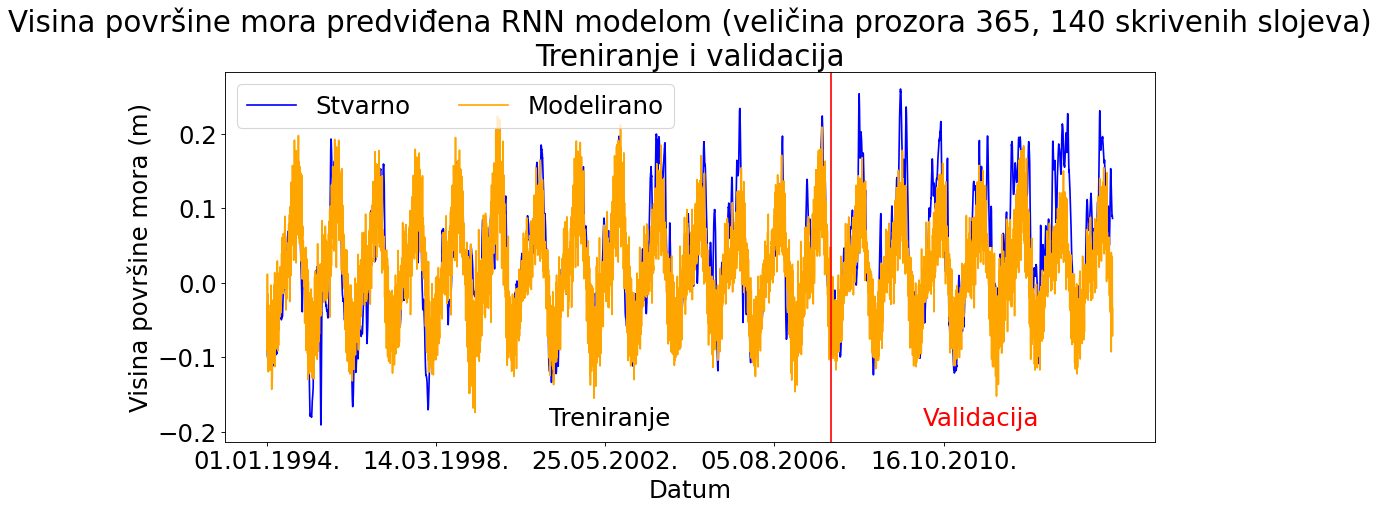 Visina površine mora predviđena RNN modelom (veličina prozora 365, 140 skrivenih slojeva)
Treniranje i validacija
Stvarno
Modelirano
Visina površine mora (m)
0.2
0.1
0.0
−0.1
−0.2
Treniranje
Validacija
01.01.1994.
14.03.1998.
25.05.2002.
05.08.2006.
16.10.2010.
Datum